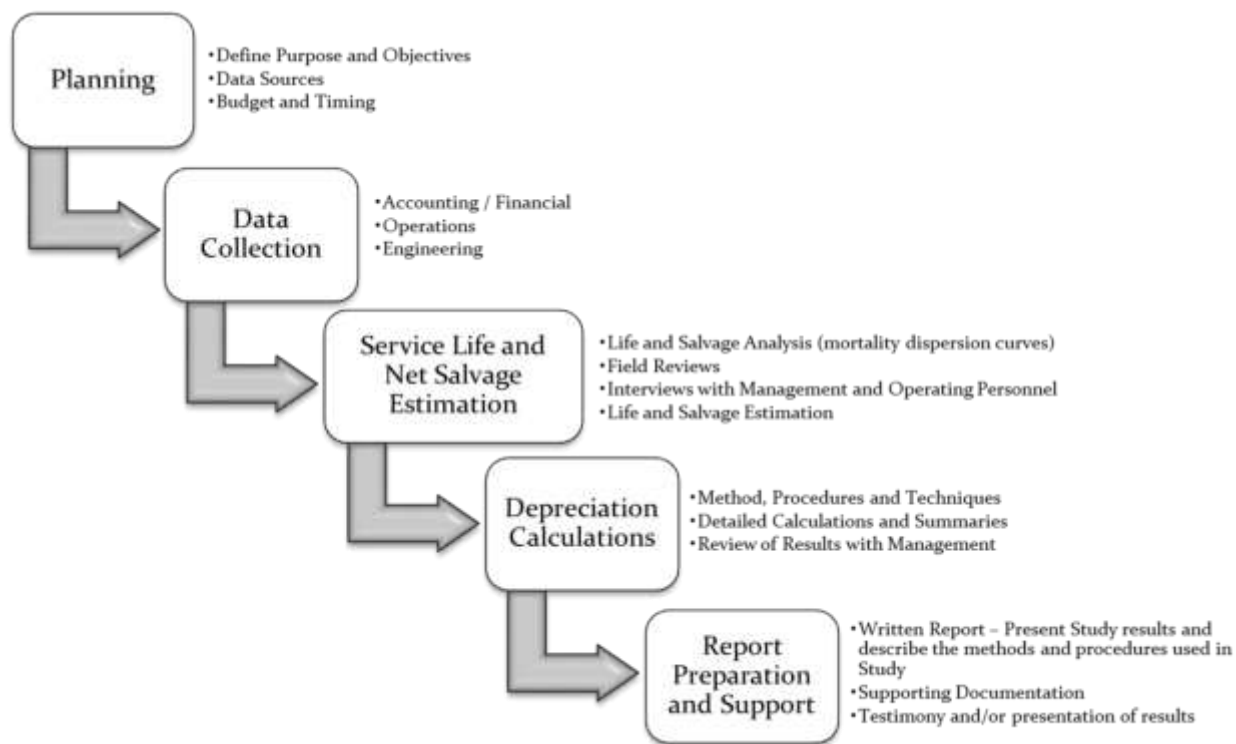 Planning
•Define Purpose and Objectives
•Data Sources
•Budget and Timing
Data
Collection
•Accounting / Financial
•Operations
•Engineering
Service Life and
Net Salvage
Estimation
•Life and Salvage Analysis (mortality dispersion curves)
•Field Reviews
•Interviews with Management and Operating Personnel
•Life and Salvage Estimation
Depreciation
Calculations
•Method, Procedures and Techniques
•Detailed Calculations and Summaries
•Review of Results with Management
Report
Preparation
and Support
•Written Report – Present Study results and
describe the methods and procedures used in
Study
•Supporting Documentation
•Testimony and/or presentation of results